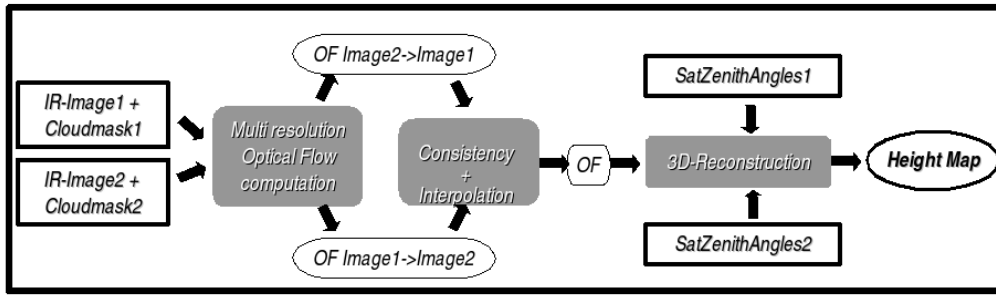 IR-Image1 +
Cloudmask1
IR-Image2 +
Cloudmask2
Multi resolution
Optical Flow
computation
OF Image2->Image1
OF Image1->Image2
Consistency
+
Interpolation
OF
SatZenithAngles1
3D-Reconstruction
SatZenithAngles2
Height Map